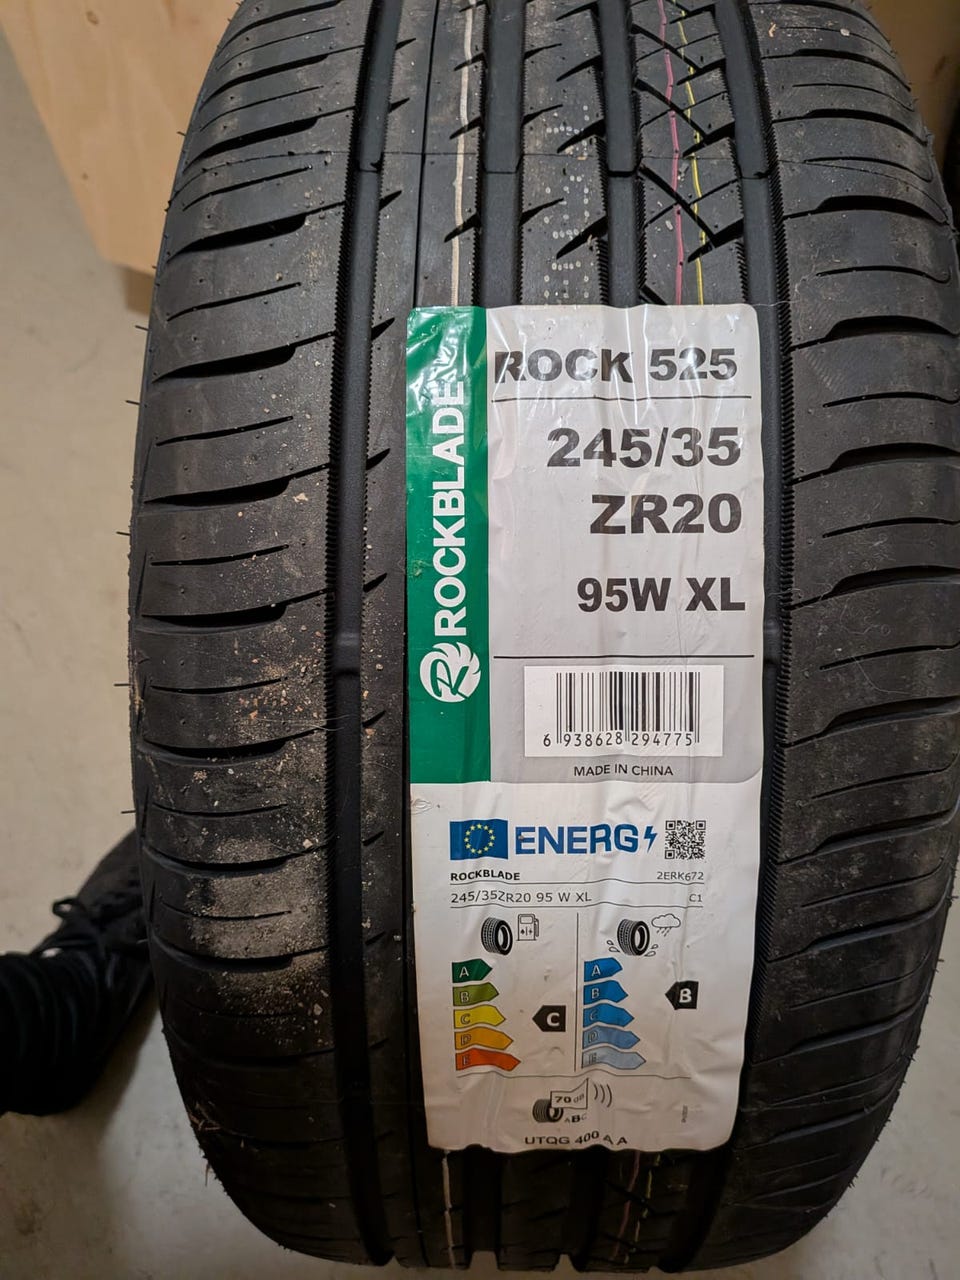 ROCKBLADE
ROCK 525
245/35
ZR20
95W XL
6 938628 294775
MADE IN CHINA
ENERG
ROCKBLADE 2ERK672
245/35ZR20 95 W XL C1
A A
B B
C C
D D
E E
C B
70 dB
ABC
UTQG 400 A A